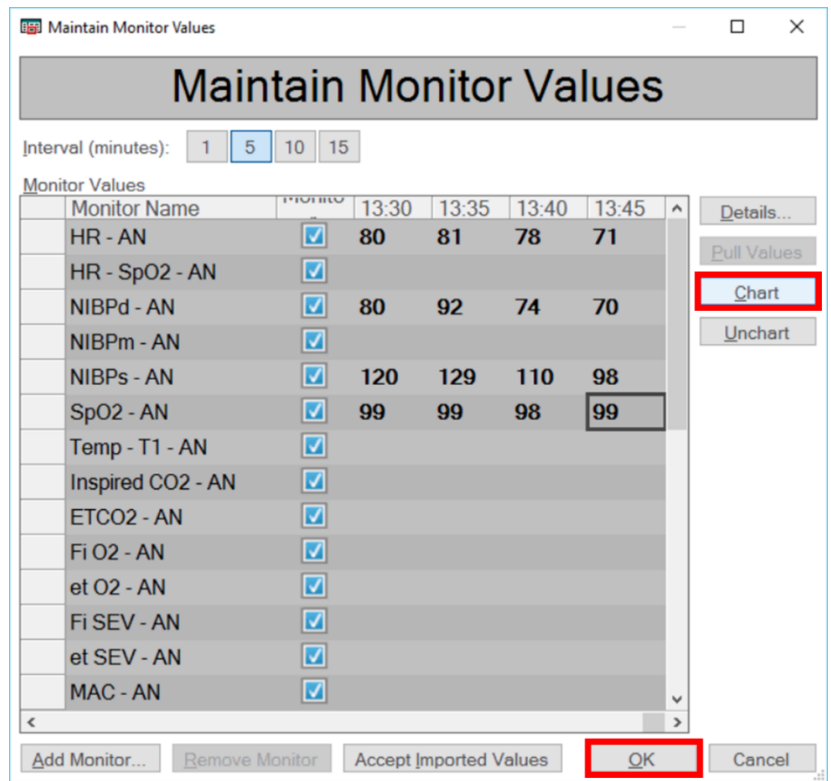 Maintain Monitor Values
Maintain Monitor Values
Interval (minutes): 1 5 10 15
Monitor Values
Monitor Name 13:30 13:35 13:40 13:45
HR - AN 80 81 78 71
HR - SpO2 - AN
NIBPd - AN 80 92 74 70
NIBPm - AN
NIBPs - AN 120 129 110 98
SpO2 - AN 99 99 98 99
Temp - T1 - AN
Inspired CO2 - AN
ETCO2 - AN
Fi O2 - AN
et O2 - AN
Fi SEV - AN
et SEV - AN
MAC - AN
Details...
Pull Values
Chart
Unchart
Add Monitor... Remove Monitor Accept Imported Values OK Cancel